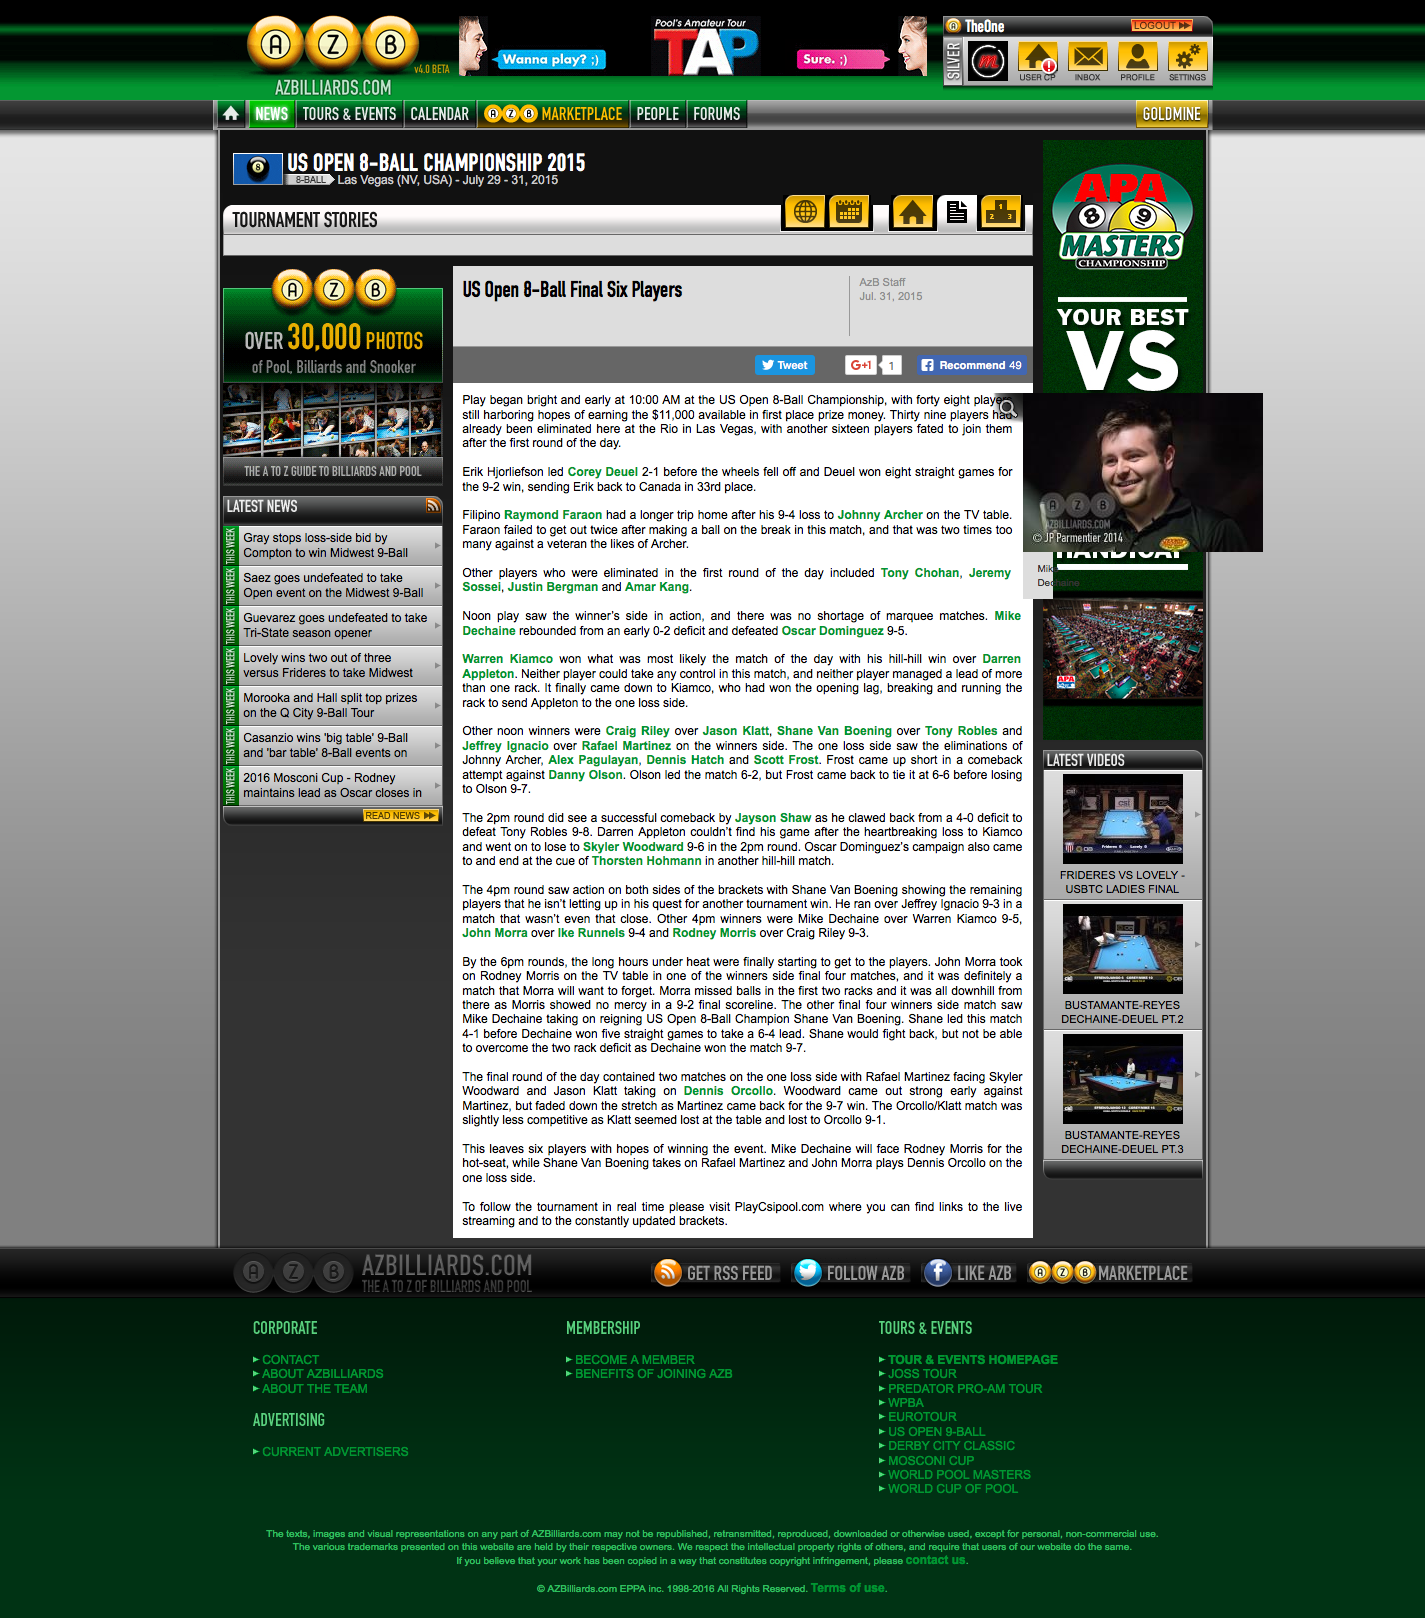 A Z B
v4.0 BETA
AZBILLIARDS.COM
Wanna play? ;)
Pool's Amateur Tour
TAP
Sure. ;)
TheOne
LOGOUT
SILVER
USER CP
INBOX
PROFILE
SETTINGS
NEWS
TOURS & EVENTS
CALENDAR
AZB MARKETPLACE
PEOPLE
FORUMS
GOLDMINE
US OPEN 8-BALL CHAMPIONSHIP 2015
8-BALL Las Vegas (NV, USA) - July 29 - 31, 2015
TOURNAMENT STORIES
A Z B
OVER 30,000 PHOTOS
of Pool, Billiards and Snooker
THE A TO Z GUIDE TO BILLIARDS AND POOL
LATEST NEWS
THIS WEEK
Gray stops loss-side bid by
Compton to win Midwest 9-Ball
THIS WEEK
Saez goes undefeated to take
Open event on the Midwest 9-Ball
THIS WEEK
Guevarez goes undefeated to take
Tri-State season opener
THIS WEEK
Lovely wins two out of three
versus Frideres to take Midwest
THIS WEEK
Morooka and Hall split top prizes
on the Q City 9-Ball Tour
THIS WEEK
Casanzio wins 'big table' 9-Ball
and 'bar table' 8-Ball events on
THIS WEEK
2016 Mosconi Cup - Rodney
maintains lead as Oscar closes in
READ NEWS
US Open 8-Ball Final Six Players
AzB Staff
Jul. 31, 2015
Tweet
G+1
1
Recommend 49
Play began bright and early at 10:00 AM at the US Open 8-Ball Championship, with forty eight players
still harboring hopes of earning the $11,000 available in first place prize money. Thirty nine players had
already been eliminated here at the Rio in Las Vegas, with another sixteen players fated to join them
after the first round of the day.
Erik Hjorliefson led Corey Deuel 2-1 before the wheels fell off and Deuel won eight straight games for
the 9-2 win, sending Erik back to Canada in 33rd place.
Filipino Raymond Faraon had a longer trip home after his 9-4 loss to Johnny Archer on the TV table.
Faraon failed to get out twice after making a ball on the break in this match, and that was two times too
many against a veteran the likes of Archer.
Other players who were eliminated in the first round of the day included Tony Chohan, Jeremy
Sossei, Justin Bergman and Amar Kang.
Noon play saw the winner's side in action, and there was no shortage of marquee matches. Mike
Dechaine rebounded from an early 0-2 deficit and defeated Oscar Dominguez 9-5.
Warren Kiamco won what was most likely the match of the day with his hill-hill win over Darren
Appleton. Neither player could take any control in this match, and neither player managed a lead of more
than one rack. It finally came down to Kiamco, who had won the opening lag, breaking and running the
rack to send Appleton to the one loss side.
Other noon winners were Craig Riley over Jason Klatt, Shane Van Boening over Tony Robles and
Jeffrey Ignacio over Rafael Martinez on the winners side. The one loss side saw the eliminations of
Johnny Archer, Alex Pagulayan, Dennis Hatch and Scott Frost. Frost came up short in a comeback
attempt against Danny Olson. Olson led the match 6-2, but Frost came back to tie it at 6-6 before losing
to Olson 9-7.
The 2pm round did see a successful comeback by Jayson Shaw as he clawed back from a 4-0 deficit to
defeat Tony Robles 9-8. Darren Appleton couldn't find his game after the heartbreaking loss to Kiamco
and went on to lose to Skyler Woodward 9-6 in the 2pm round. Oscar Dominguez's campaign also came
to and end at the cue of Thorsten Hohmann in another hill-hill match.
The 4pm round saw action on both sides of the brackets with Shane Van Boening showing the remaining
players that he isn't letting up in his quest for another tournament win. He ran over Jeffrey Ignacio 9-3 in a
match that wasn't even that close. Other 4pm winners were Mike Dechaine over Warren Kiamco 9-5,
John Morra over Ike Runnels 9-4 and Rodney Morris over Craig Riley 9-3.
By the 6pm rounds, the long hours under heat were finally starting to get to the players. John Morra took
on Rodney Morris on the TV table in one of the winners side final four matches, and it was definitely a
match that Morra will want to forget. Morra missed balls in the first two racks and it was all downhill from
there as Morris showed no mercy in a 9-2 final scoreline. The other final four winners side match saw
Mike Dechaine taking on reigning US Open 8-Ball Champion Shane Van Boening. Shane led this match
4-1 before Dechaine won five straight games to take a 6-4 lead. Shane would fight back, but not be able
to overcome the two rack deficit as Dechaine won the match 9-7.
The final round of the day contained two matches on the one loss side with Rafael Martinez facing Skyler
Woodward and Jason Klatt taking on Dennis Orcollo. Woodward came out strong early against
Martinez, but faded down the stretch as Martinez came back for the 9-7 win. The Orcollo/Klatt match was
slightly less competitive as Klatt seemed lost at the table and lost to Orcollo 9-1.
This leaves six players with hopes of winning the event. Mike Dechaine will face Rodney Morris for the
hot-seat, while Shane Van Boening takes on Rafael Martinez and John Morra plays Dennis Orcollo on the
one loss side.
To follow the tournament in real time please visit PlayCsipool.com where you can find links to the live
streaming and to the constantly updated brackets.
APA
8 9
MASTERS
CHAMPIONSHIP
YOUR BEST
VS
A Z B
AZBILLIARDS.COM
© JP Parmentier 2014
HANDICAP
Mike
Dechaine
APA
LATEST VIDEOS
FRIDERES VS LOVELY -
USBTC LADIES FINAL
BUSTAMANTE-REYES
DECHAINE-DEUEL PT.2
BUSTAMANTE-REYES
DECHAINE-DEUEL PT.3
A Z B
AZBILLIARDS.COM
THE A TO Z OF BILLIARDS AND POOL
GET RSS FEED
FOLLOW AZB
LIKE AZB
AZB MARKETPLACE
CORPORATE
CONTACT
ABOUT AZBILLIARDS
ABOUT THE TEAM
ADVERTISING
CURRENT ADVERTISERS
MEMBERSHIP
BECOME A MEMBER
BENEFITS OF JOINING AZB
TOURS & EVENTS
TOUR & EVENTS HOMEPAGE
JOSS TOUR
PREDATOR PRO-AM TOUR
WPBA
EUROTOUR
US OPEN 9-BALL
DERBY CITY CLASSIC
MOSCONI CUP
WORLD POOL MASTERS
WORLD CUP OF POOL
The texts, images and visual representations on any part of AZBilliards.com may not be republished, retransmitted, reproduced, downloaded or otherwise used, except for personal, non-commercial use.
The various trademarks presented on this website are held by their respective owners. We respect the intellectual property rights of others, and require that users of our website do the same.
If you believe that your work has been copied in a way that constitutes copyright infringement, please contact us.
© AZBilliards.com EPPA inc. 1998-2016 All Rights Reserved. Terms of use.